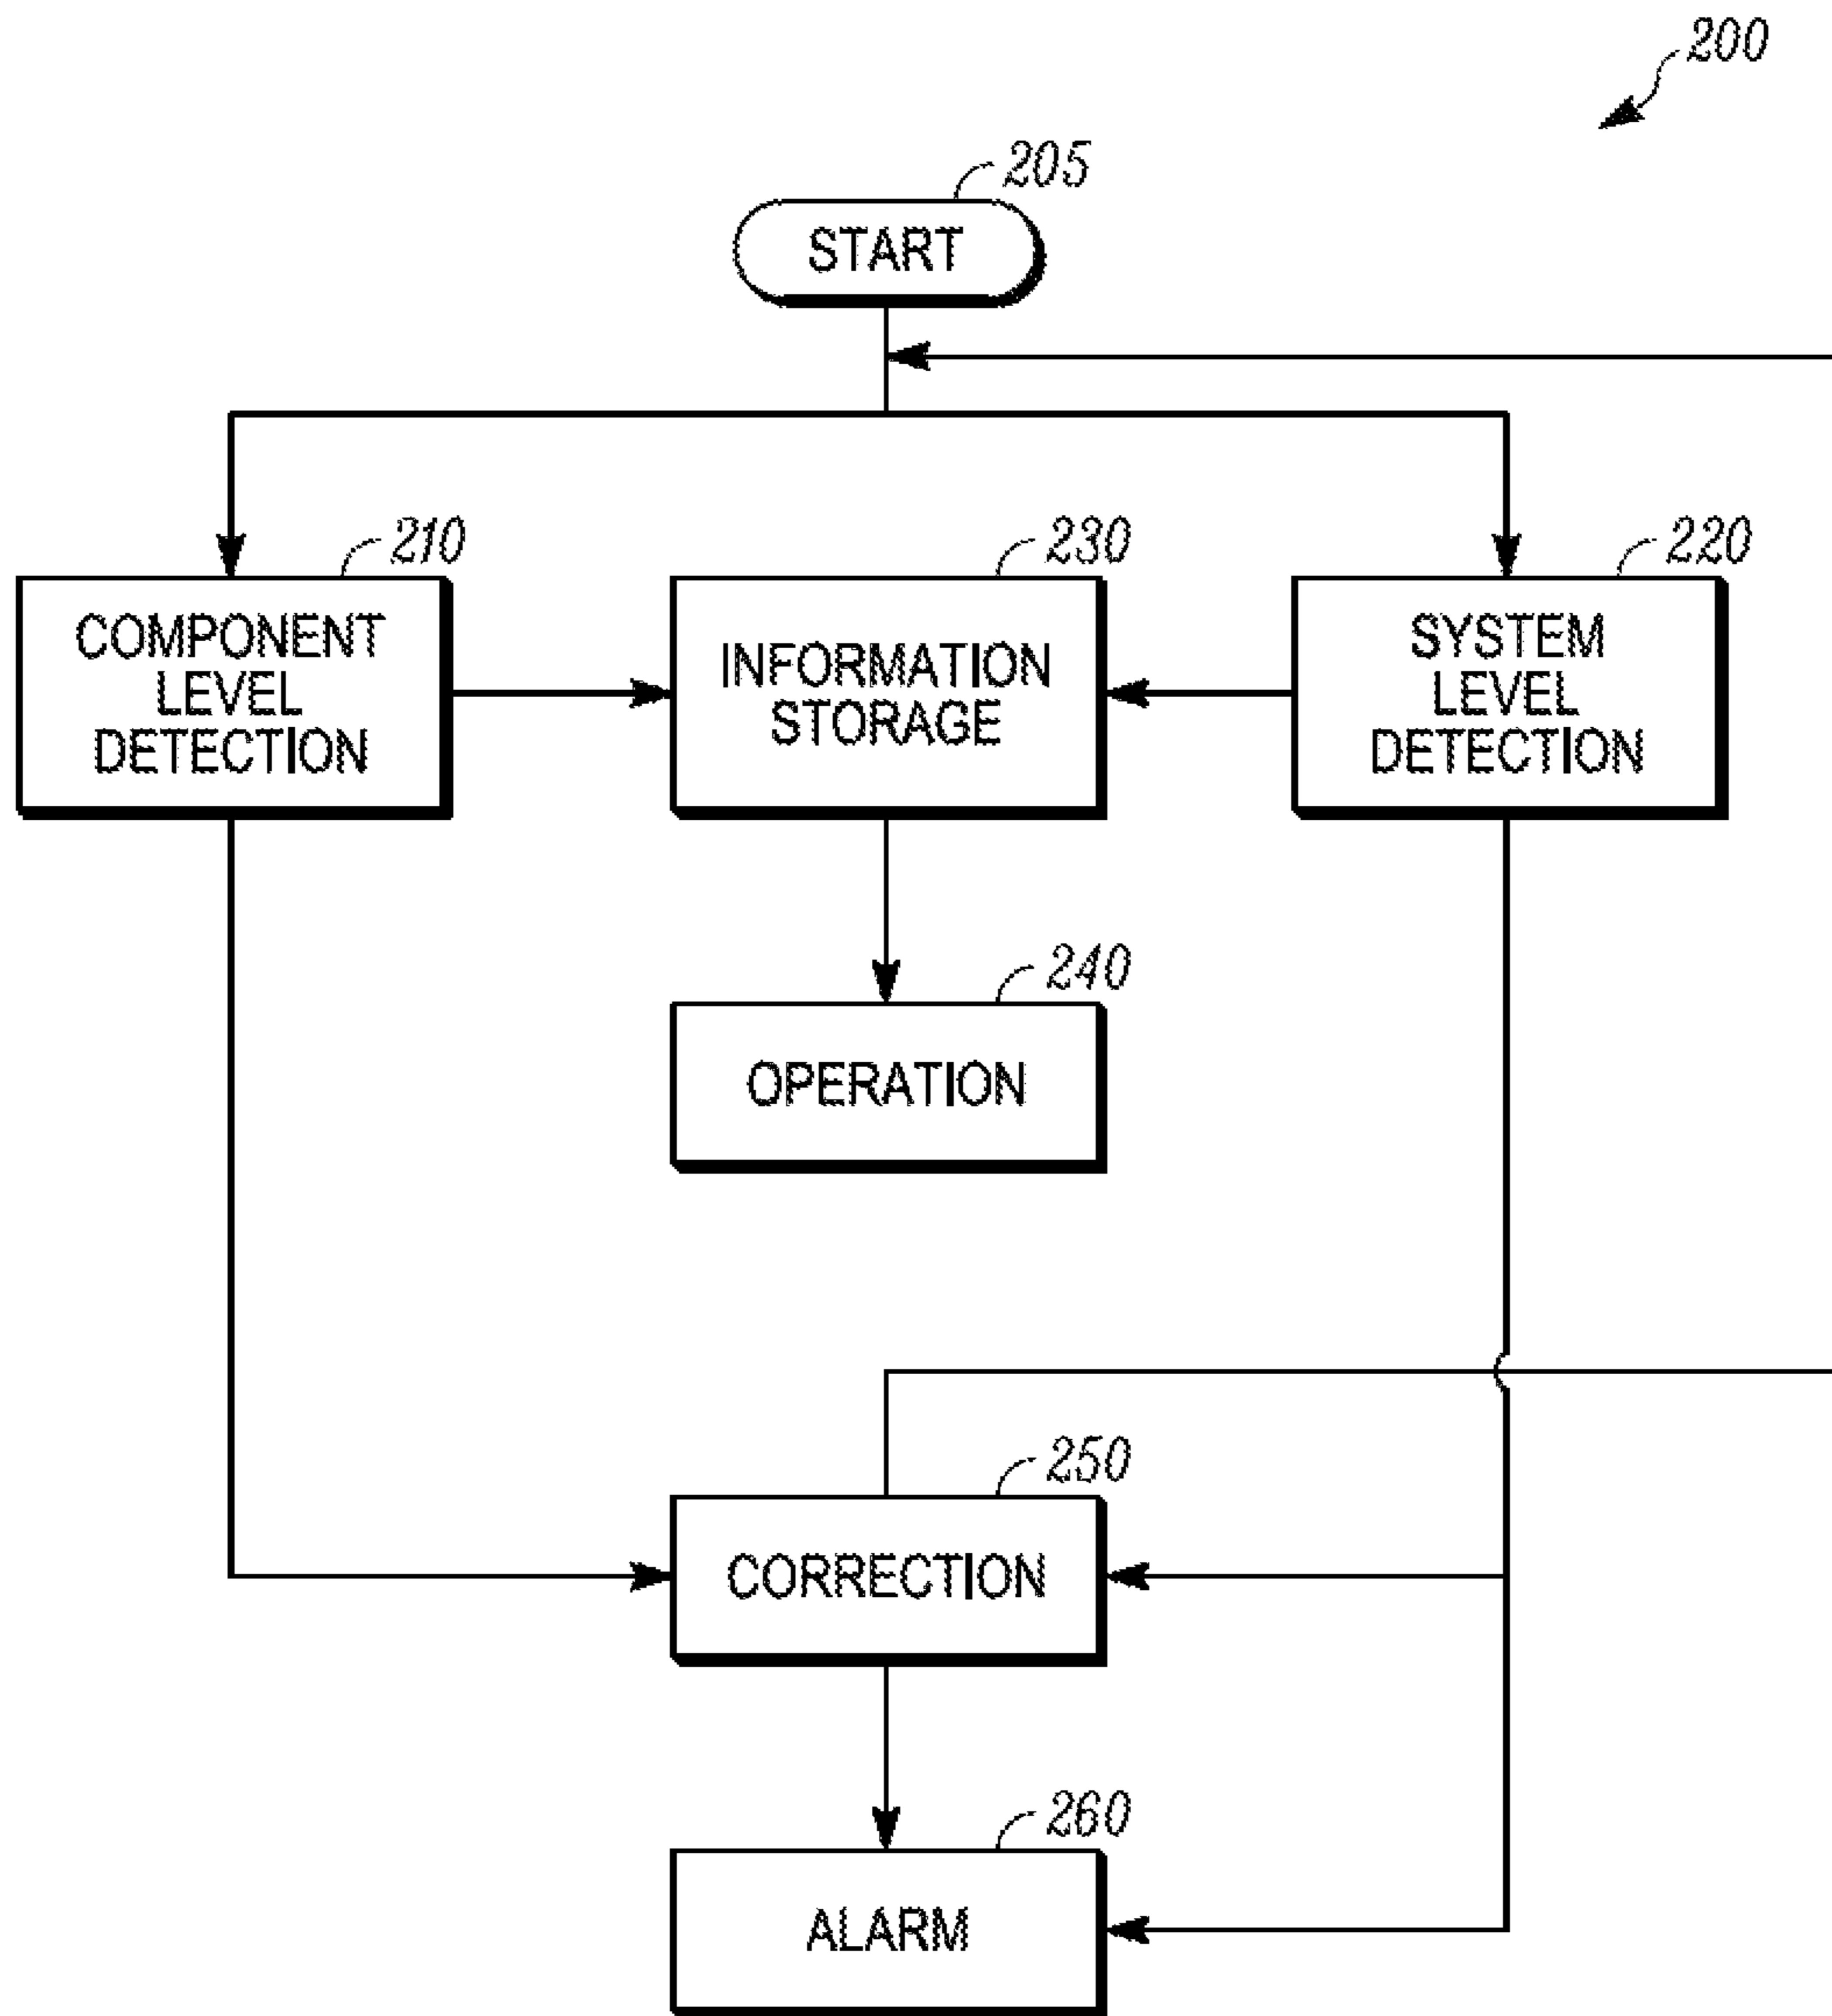 200
205
START
210
230
220
COMPONENT
LEVEL
DETECTION
INFORMATION
STORAGE
SYSTEM
LEVEL
DETECTION
240
OPERATION
250
CORRECTION
260
ALARM